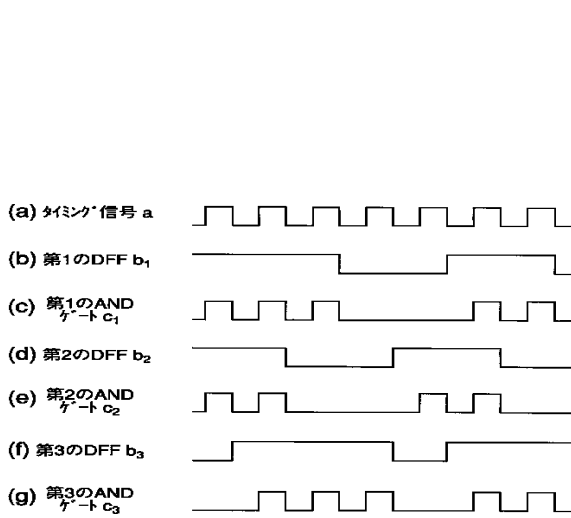 (a) タイミング信号 a
(b) 第1のDFF b₁
(c) 第1のAND
ゲート c₁
(d) 第2のDFF b₂
(e) 第2のAND
ゲート c₂
(f) 第3のDFF b₃
(g) 第3のAND
ゲート c₃